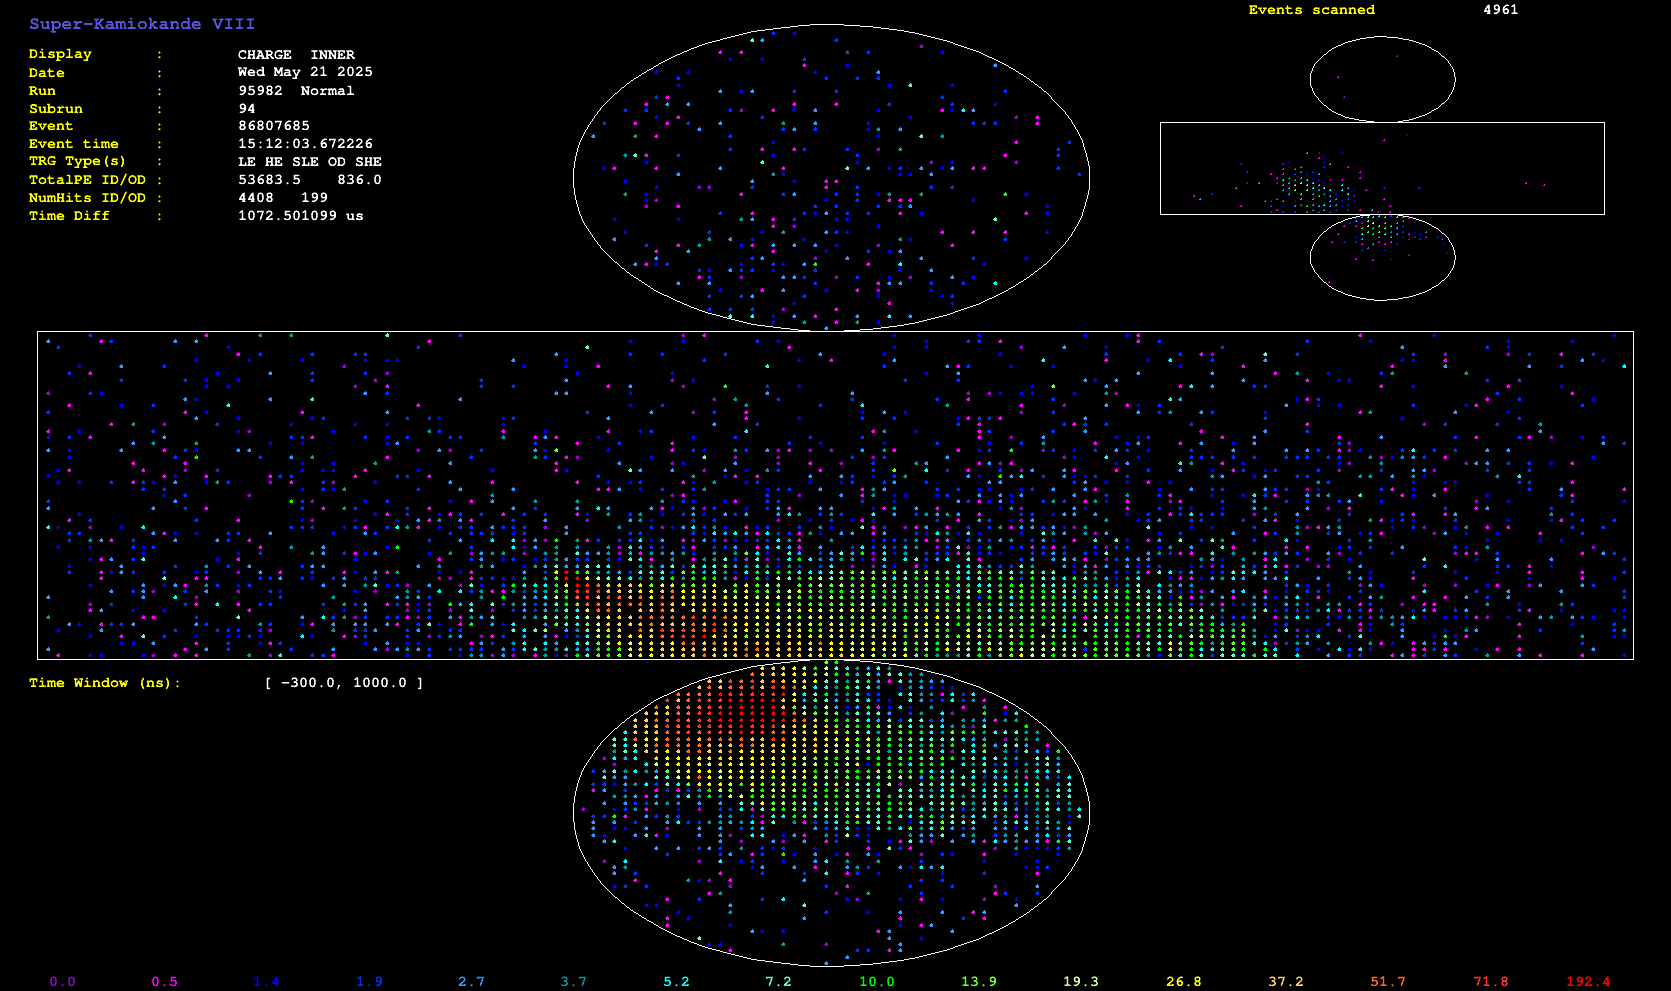 Super-Kamiokande VIII
Events scanned 4961
Display : CHARGE INNER
Date : Wed May 21 2025
Run : 95982 Normal
Subrun : 94
Event : 86807685
Event time : 15:12:03.672226
TRG Type(s) : LE HE SLE OD SHE
TotalPE ID/OD : 53683.5 836.0
NumHits ID/OD : 4408 199
Time Diff : 1072.501099 us
Time Window (ns): [ -300.0, 1000.0 ]
0.0 0.5 1.4 1.9 2.7 3.7 5.2 7.2 10.0 13.9 19.3 26.8 37.2 51.7 71.8 192.4